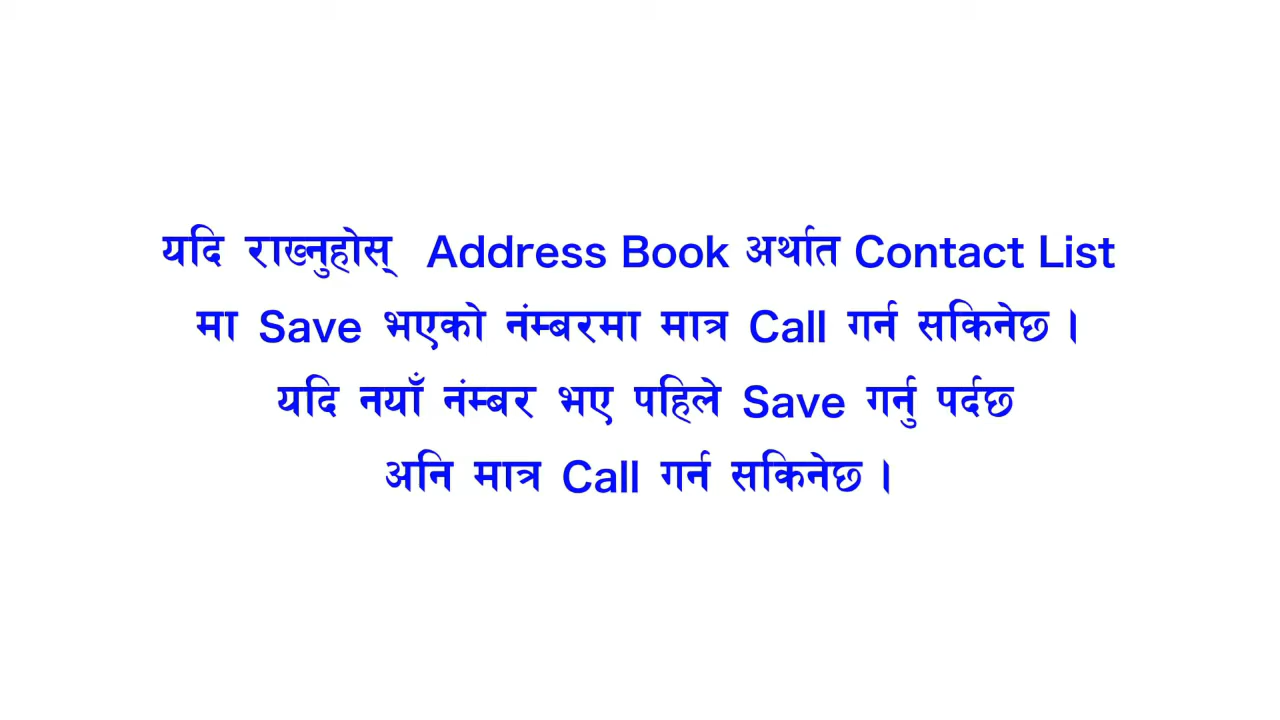 यदि राख्नुहोस् Address Book अर्थात Contact List
मा Save भएको नंम्बरमा मात्र Call गर्न सकिनेछ ।
यदि नयाँ नंम्बर भए पहिले Save गर्नु पर्दछ
अनि मात्र Call गर्न सकिनेछ ।